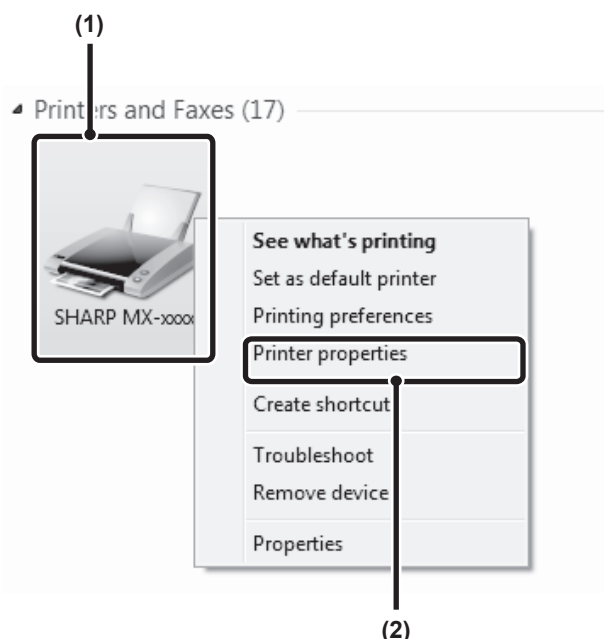 (1)
Printers and Faxes (17)
SHARP MX-xxxx
See what's printing
Set as default printer
Printing preferences
Printer properties
Create shortcut
Troubleshoot
Remove device
Properties
(2)